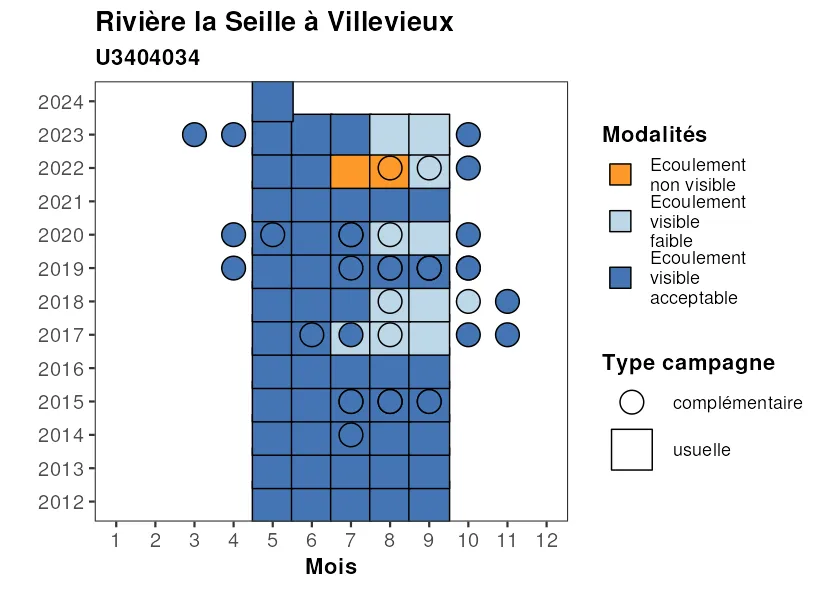 Rivière la Seille à Villevieux
U3404034
2024
2023
2022
2021
2020
2019
2018
2017
2016
2015
2014
2013
2012
1 2 3 4 5 6 7 8 9 10 11 12
Mois
Modalités
Ecoulement
non visible
Ecoulement
visible
faible
Ecoulement
visible
acceptable
Type campagne
complémentaire
usuelle